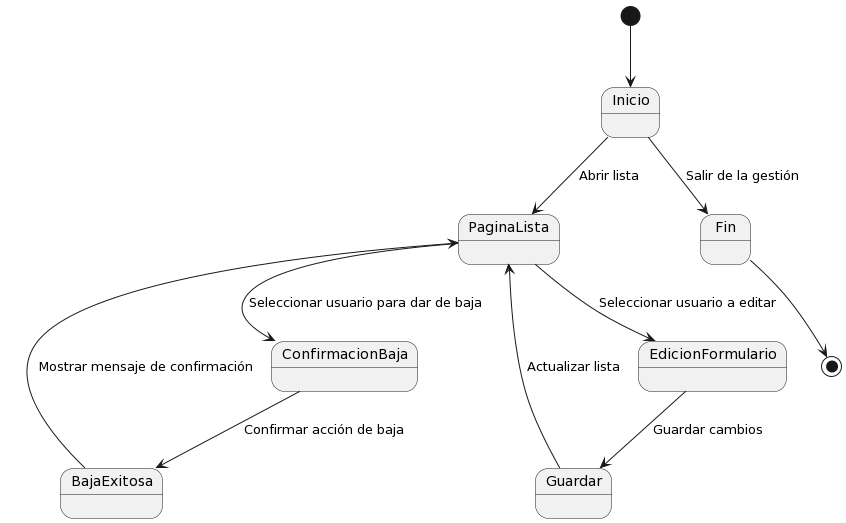 Inicio
Abrir lista
Salir de la gestión
PaginaLista
Fin
Seleccionar usuario para dar de baja
Seleccionar usuario a editar
ConfirmacionBaja
EdicionFormulario
Mostrar mensaje de confirmación
Actualizar lista
Confirmar acción de baja
Guardar cambios
BajaExitosa
Guardar